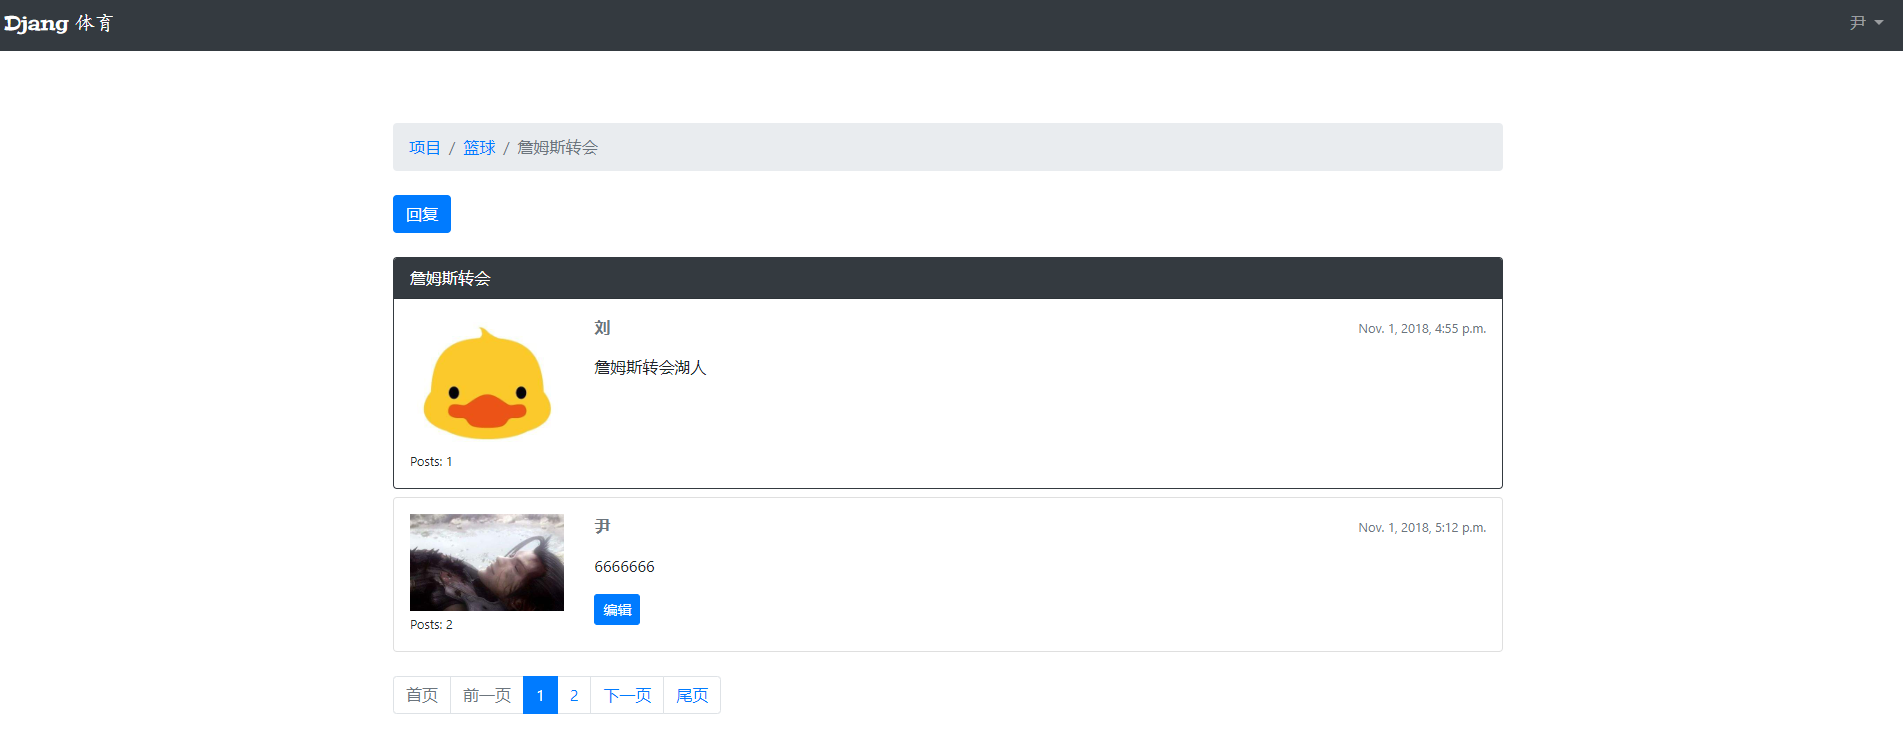 Djang 体育
尹
项目 / 篮球 / 詹姆斯转会
回复
詹姆斯转会
刘
Nov. 1, 2018, 4:55 p.m.
詹姆斯转会湖人
Posts: 1
尹
Nov. 1, 2018, 5:12 p.m.
6666666
编辑
Posts: 2
首页 前一页 1 2 下一页 尾页